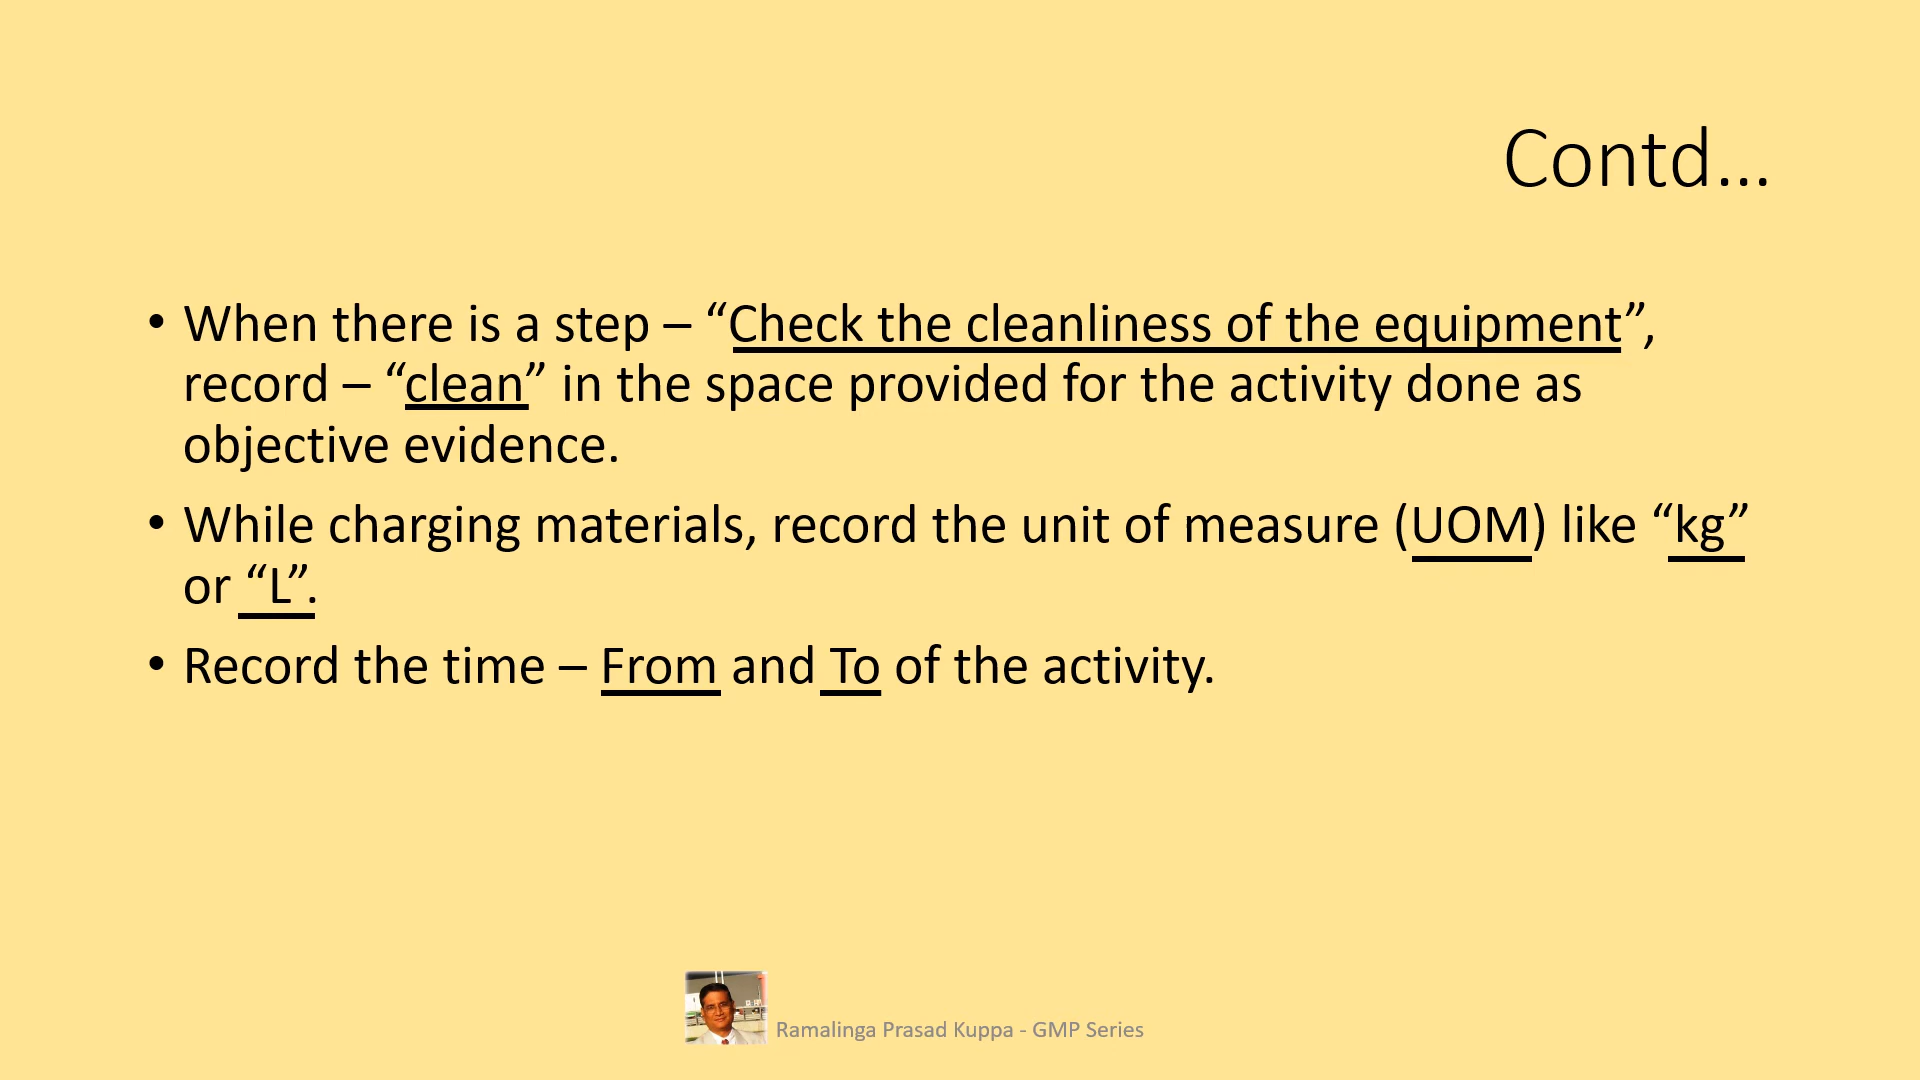 Contd…
• When there is a step – “Check the cleanliness of the equipment”,
record – “clean” in the space provided for the activity done as
objective evidence.
• While charging materials, record the unit of measure (UOM) like “kg”
or “L”.
• Record the time – From and To of the activity.
Ramalinga Prasad Kuppa - GMP Series